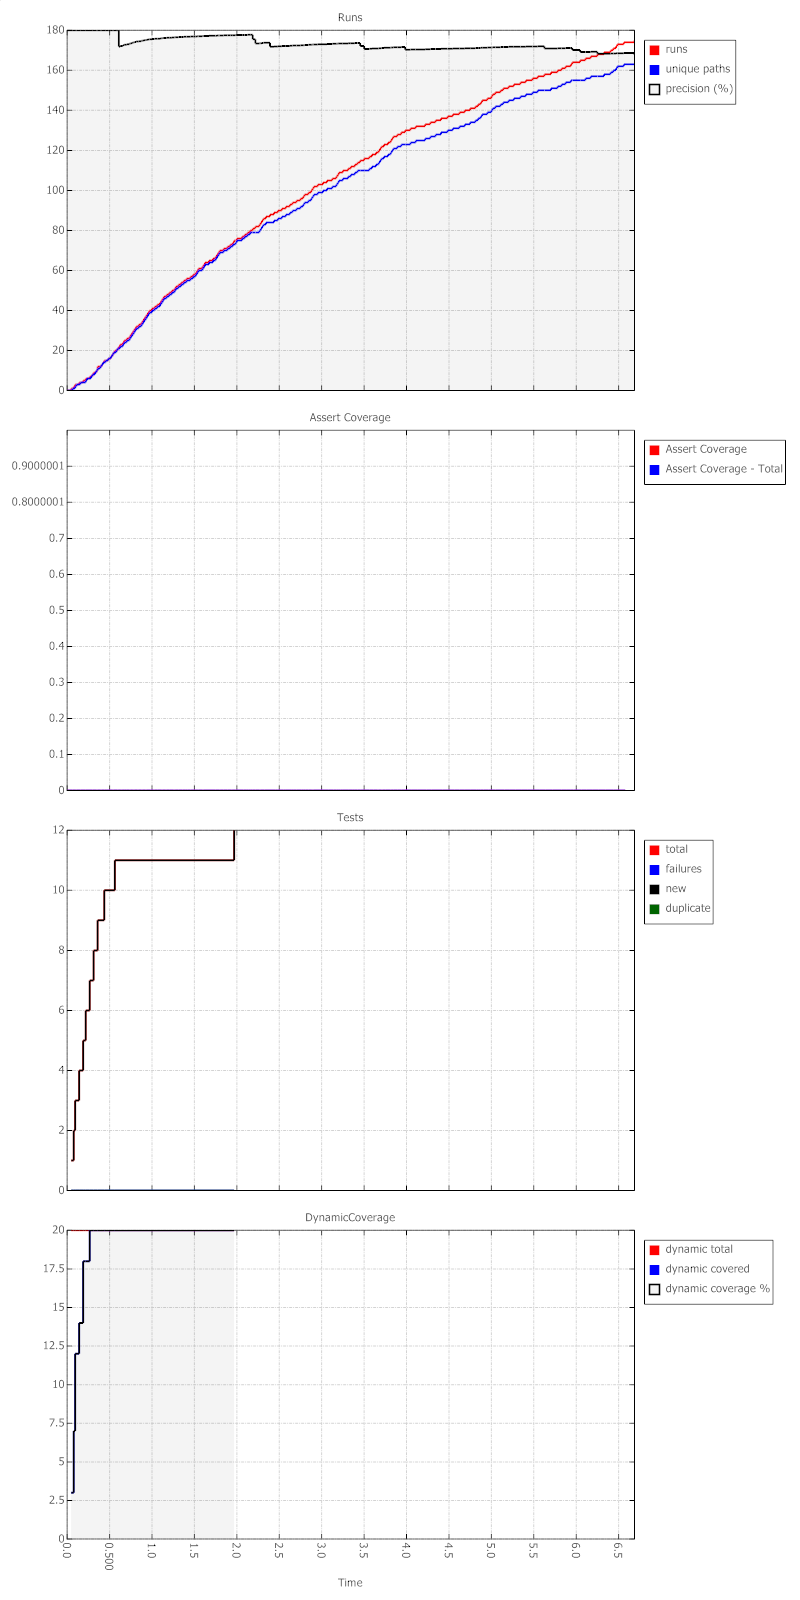 Runs
180
160
140
120
100
80
60
40
20
0
runs
unique paths
precision (%)
Assert Coverage
0.9000001
0.8000001
0.7
0.6
0.5
0.4
0.3
0.2
0.1
0
Assert Coverage
Assert Coverage - Total
Tests
12
10
8
6
4
2
0
total
failures
new
duplicate
DynamicCoverage
20
17.5
15
12.5
10
7.5
5
2.5
0
dynamic total
dynamic covered
dynamic coverage %
0.0
0.500
1.0
1.5
2.0
2.5
3.0
3.5
4.0
4.5
5.0
5.5
6.0
6.5
Time